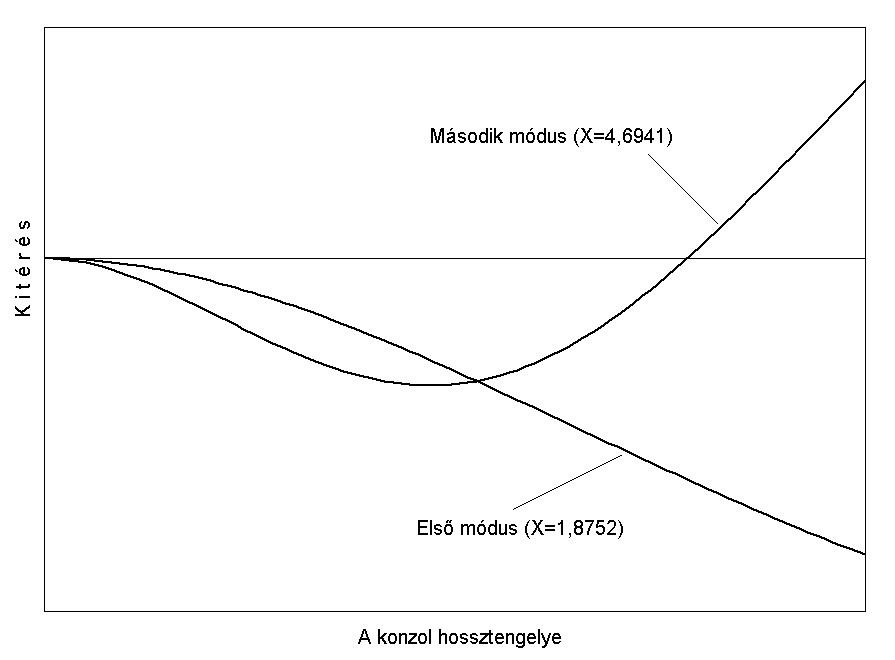 Második módus (X=4,6941)
Kitérés
Első módus (X=1,8752)
A konzol hossztengelye